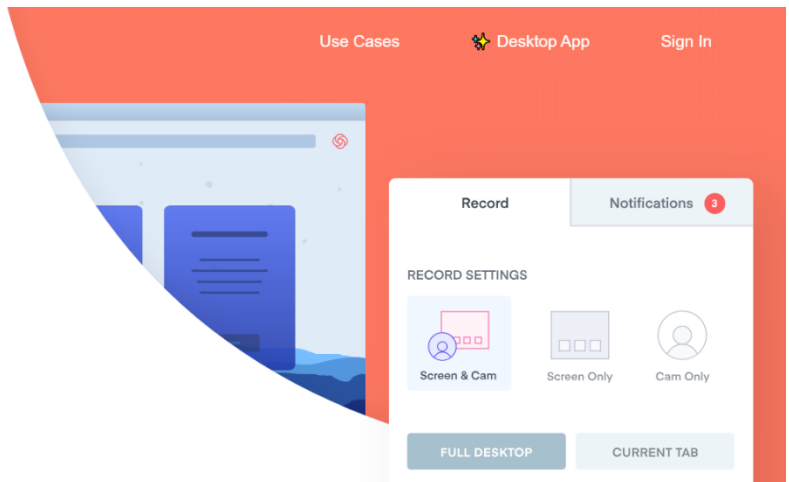 Use Cases
✨ Desktop App
Sign In
Record
Notifications 3
RECORD SETTINGS
Screen & Cam
Screen Only
Cam Only
FULL DESKTOP
CURRENT TAB